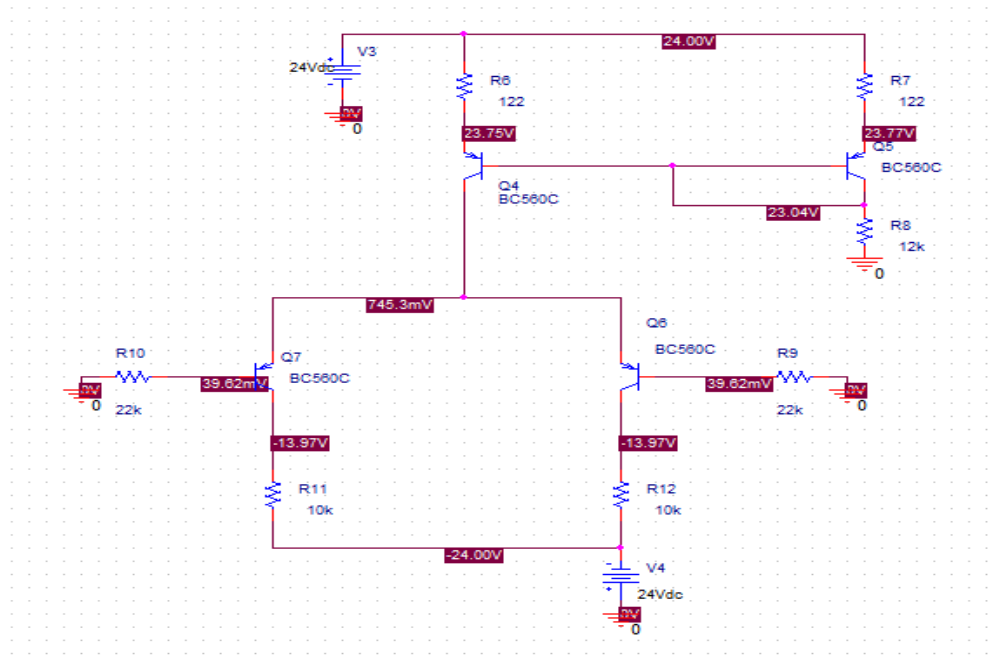 24.00V
V3
24Vdc
0V
0
R6
122
R7
122
23.75V
23.77V
Q5
BC560C
Q4
BC560C
23.04V
R8
12k
0
745.3mV
Q6
BC560C
Q7
BC560C
R10
22k
0V
0
39.62mV
39.62mV
R9
22k
0V
0
-13.97V
-13.97V
R11
10k
R12
10k
-24.00V
V4
24Vdc
0V
0